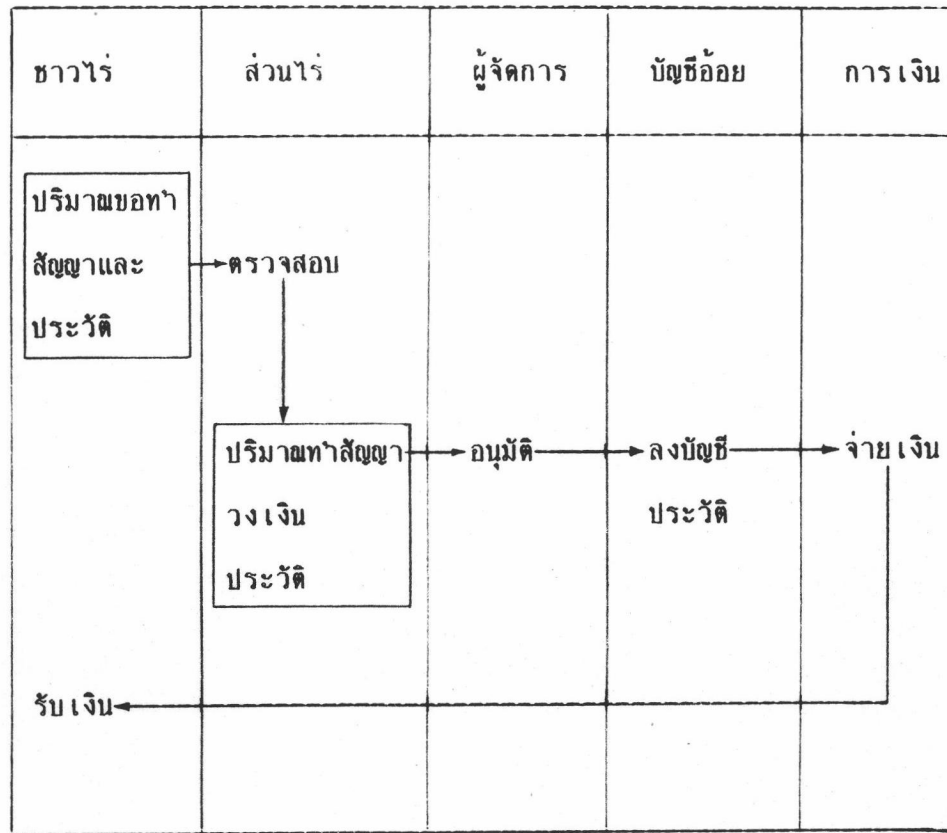 ชาวไร่ ส่วนไร่ ผู้จัดการ บัญชีอ้อย การเงิน
ปริมาณขอทำ
สัญญาและ
ประวัติ
ตรวจสอบ
ปริมาณทำสัญญา
วงเงิน
ประวัติ
อนุมัติ
ลงบัญชี
ประวัติ
จ่ายเงิน
รับเงิน